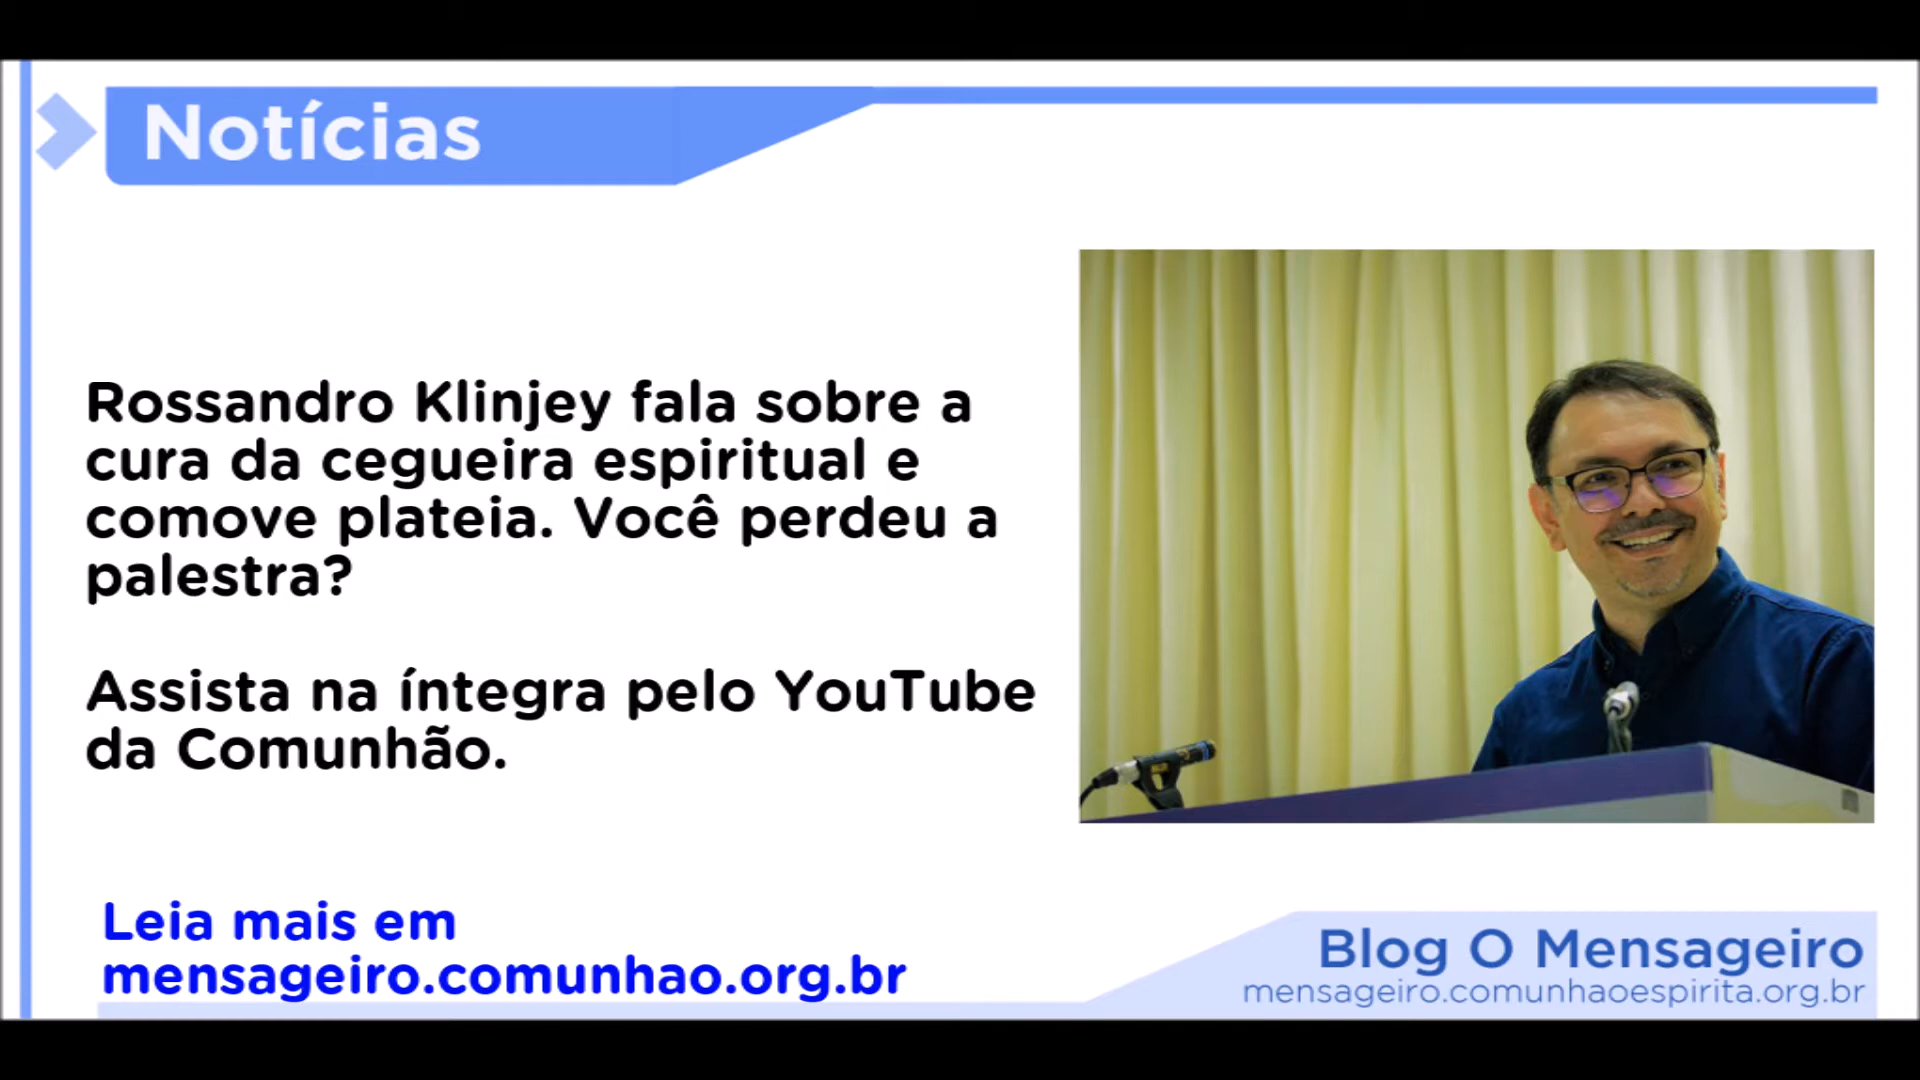 Notícias
Rossandro Klinjey fala sobre a
cura da cegueira espiritual e
comove plateia. Você perdeu a
palestra?
Assista na íntegra pelo YouTube
da Comunhão.
Leia mais em
mensageiro.comunhao.org.br
Blog O Mensageiro
mensageiro.comunhaoespirita.org.br